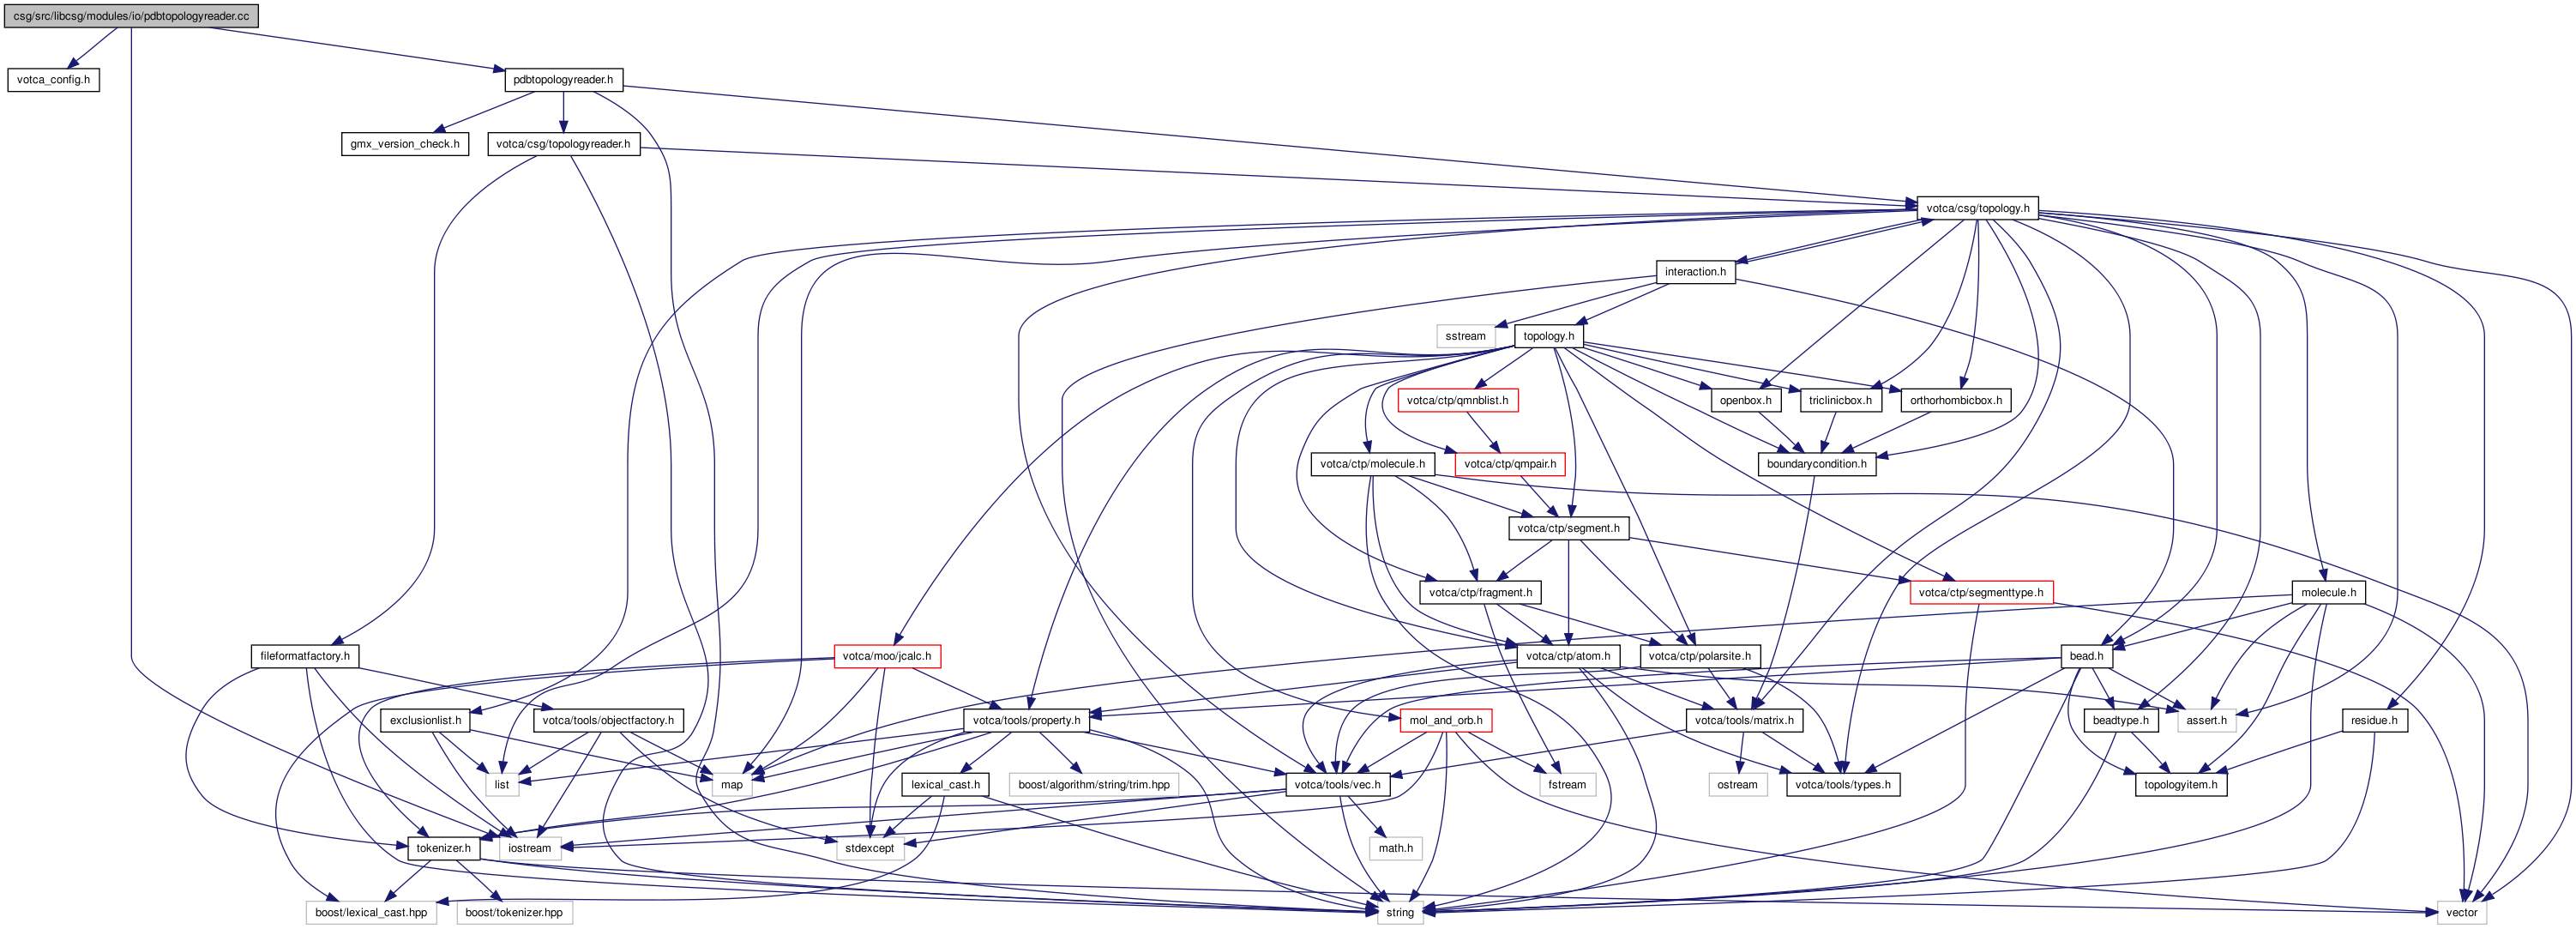 csg/src/libcsg/modules/io/pdbtopologyreader.cc
votca_config.h
pdbtopologyreader.h
gmx_version_check.h
votca/csg/topologyreader.h
votca/csg/topology.h
interaction.h
sstream
topology.h
votca/ctp/qmnblist.h
openbox.h
triclinicbox.h
orthorhombicbox.h
votca/ctp/molecule.h
votca/ctp/qmpair.h
boundarycondition.h
votca/ctp/segment.h
votca/ctp/fragment.h
votca/ctp/segmenttype.h
molecule.h
fileformatfactory.h
votca/moo/jcalc.h
votca/ctp/atom.h
votca/ctp/polarsite.h
bead.h
exclusionlist.h
votca/tools/objectfactory.h
votca/tools/property.h
mol_and_orb.h
votca/tools/matrix.h
beadtype.h
assert.h
residue.h
list
map
lexical_cast.h
boost/algorithm/string/trim.hpp
votca/tools/vec.h
fstream
ostream
votca/tools/types.h
topologyitem.h
tokenizer.h
iostream
stdexcept
math.h
boost/lexical_cast.hpp
boost/tokenizer.hpp
string
vector